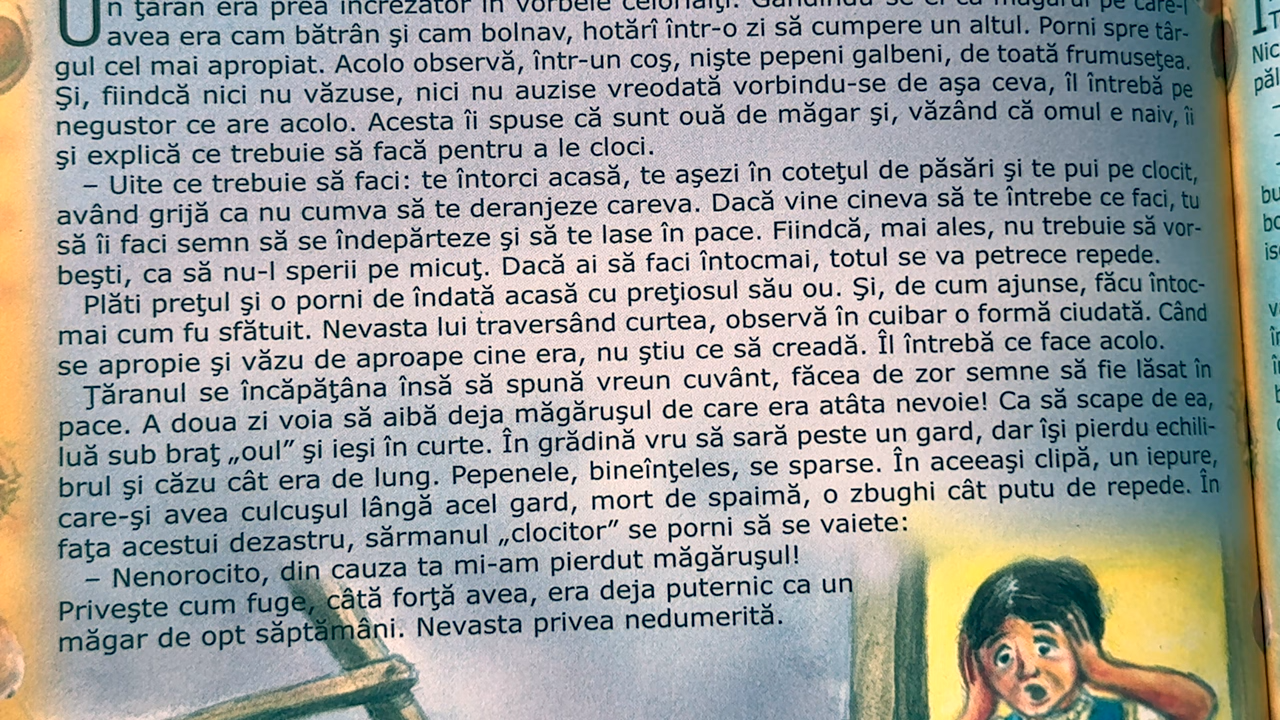 Un ţăran era prea încrezător în vorbele celorlalţi. Gândindu-se el că măgarul pe care-l
avea era cam bătrân şi cam bolnav, hotărî într-o zi să cumpere un altul. Porni spre târ-
gul cel mai apropiat. Acolo observă, într-un coş, nişte pepeni galbeni, de toată frumuseţea.
Şi, fiindcă nici nu văzuse, nici nu auzise vreodată vorbindu-se de aşa ceva, îl întrebă pe
negustor ce are acolo. Acesta îi spuse că sunt ouă de măgar şi, văzând că omul e naiv, îi
şi explică ce trebuie să facă pentru a le cloci.
– Uite ce trebuie să faci: te întorci acasă, te aşezi în coteţul de păsări şi te pui pe clocit,
având grijă ca nu cumva să te deranjeze careva. Dacă vine cineva să te întrebe ce faci, tu
să îi faci semn să se îndepărteze şi să te lase în pace. Fiindcă, mai ales, nu trebuie să vor-
beşti, ca să nu-l sperii pe micuţ. Dacă ai să faci întocmai, totul se va petrece repede.
Plăti preţul şi o porni de îndată acasă cu preţiosul său ou. Şi, de cum ajunse, făcu întoc-
mai cum fu sfătuit. Nevasta lui traversând curtea, observă în cuibar o formă ciudată. Când
se apropie şi văzu de aproape cine era, nu ştiu ce să creadă. Îl întrebă ce face acolo.
Ţăranul se încăpăţâna însă să spună vreun cuvânt, făcea de zor semne să fie lăsat în
pace. A doua zi voia să aibă deja măgăruşul de care era atâta nevoie! Ca să scape de ea,
luă sub braţ „oul” şi ieşi în curte. În grădină vru să sară peste un gard, dar îşi pierdu echili-
brul şi căzu cât era de lung. Pepenele, bineînţeles, se sparse. În aceeaşi clipă, un iepure,
care-şi avea culcuşul lângă acel gard, mort de spaimă, o zbughi cât putu de repede. În
faţa acestui dezastru, sărmanul „clocitor” se porni să se vaiete:
– Nenorocito, din cauza ta mi-am pierdut măgăruşul!
Priveşte cum fuge, câtă forţă avea, era deja puternic ca un
măgar de opt săptămâni. Nevasta privea nedumerită.